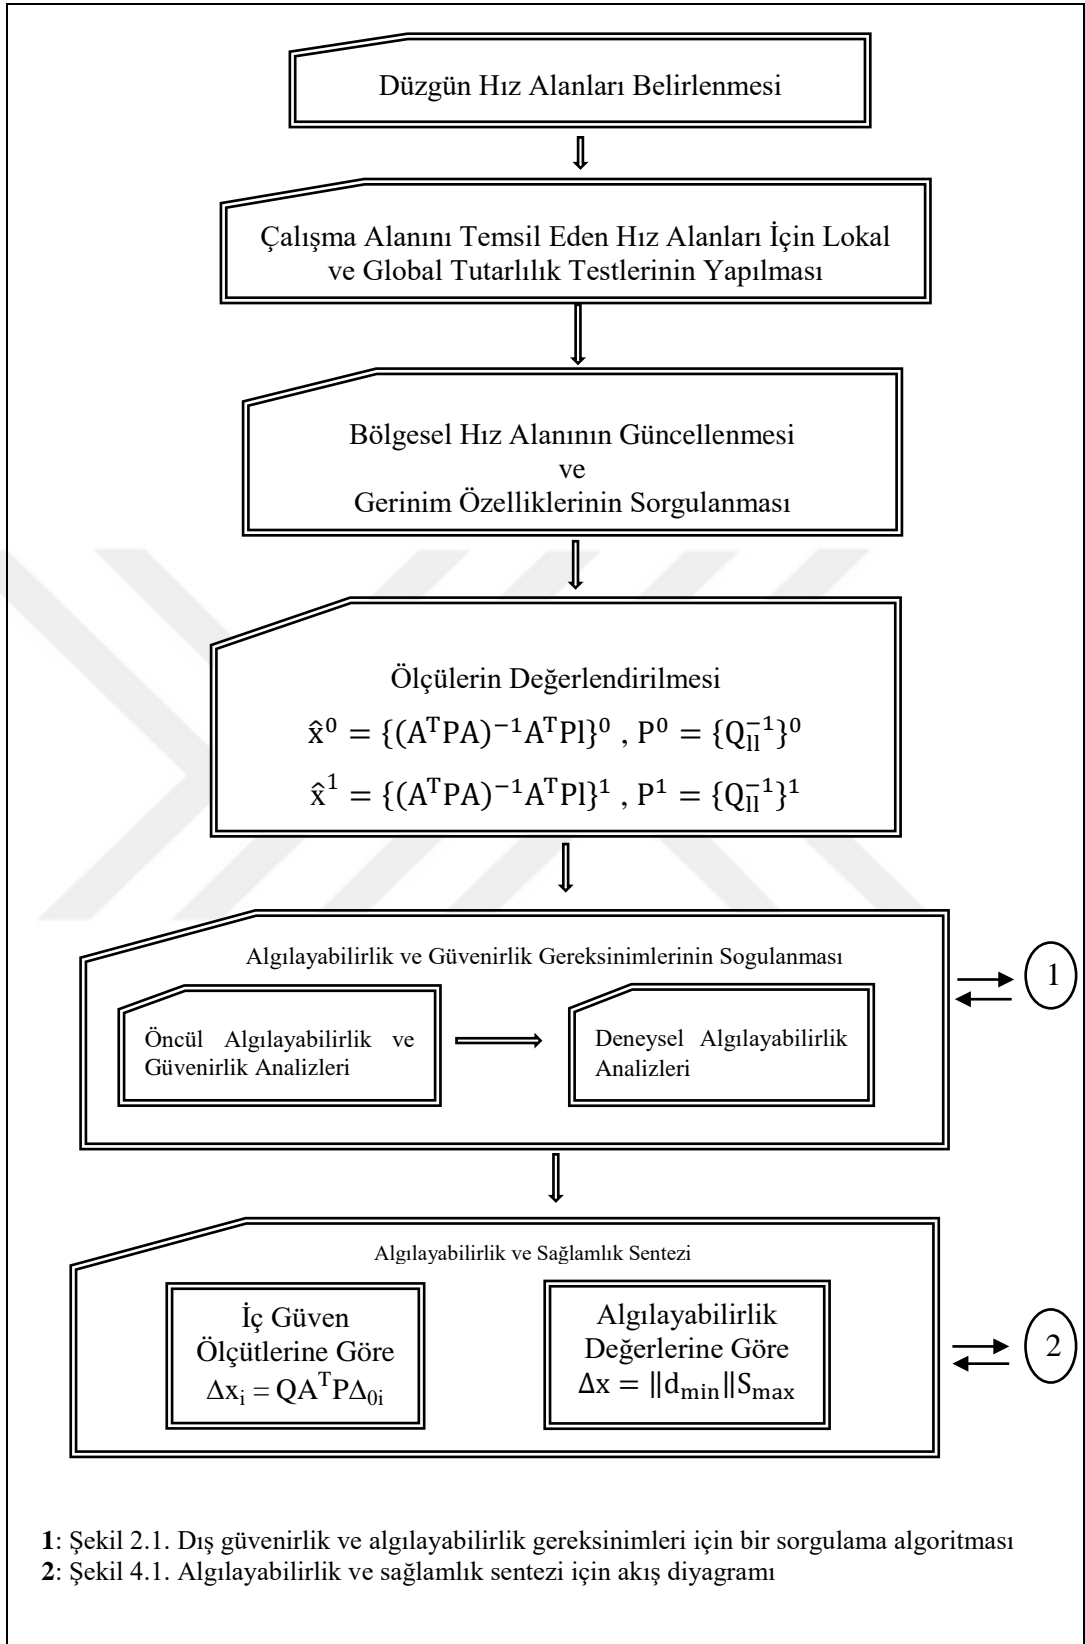 Düzgün Hız Alanları Belirlenmesi
Çalışma Alanını Temsil Eden Hız Alanları İçin Lokal
ve Global Tutarlılık Testlerinin Yapılması
Bölgesel Hız Alanının Güncellenmesi
ve
Gerinim Özelliklerinin Sorgulanması
Ölçülerin Değerlendirilmesi
x̂⁰ = {(AᵀPA)⁻¹AᵀPl}⁰ , P⁰ = {Qₗₗ⁻¹}⁰
x̂¹ = {(AᵀPA)⁻¹AᵀPl}¹ , P¹ = {Qₗₗ⁻¹}¹
Algılayabilirlik ve Güvenirlik Gereksinimlerinin Sogulanması
1
Öncül Algılayabilirlik ve
Güvenirlik Analizleri
Deneysel Algılayabilirlik
Analizleri
Algılayabilirlik ve Sağlamlık Sentezi
İç Güven
Ölçütlerine Göre
Δxᵢ = QAᵀPΔ₀ᵢ
Algılayabilirlik
Değerlerine Göre
Δx = ‖d_min‖S_max
2
1: Şekil 2.1. Dış güvenirlik ve algılayabilirlik gereksinimleri için bir sorgulama algoritması
2: Şekil 4.1. Algılayabilirlik ve sağlamlık sentezi için akış diyagramı